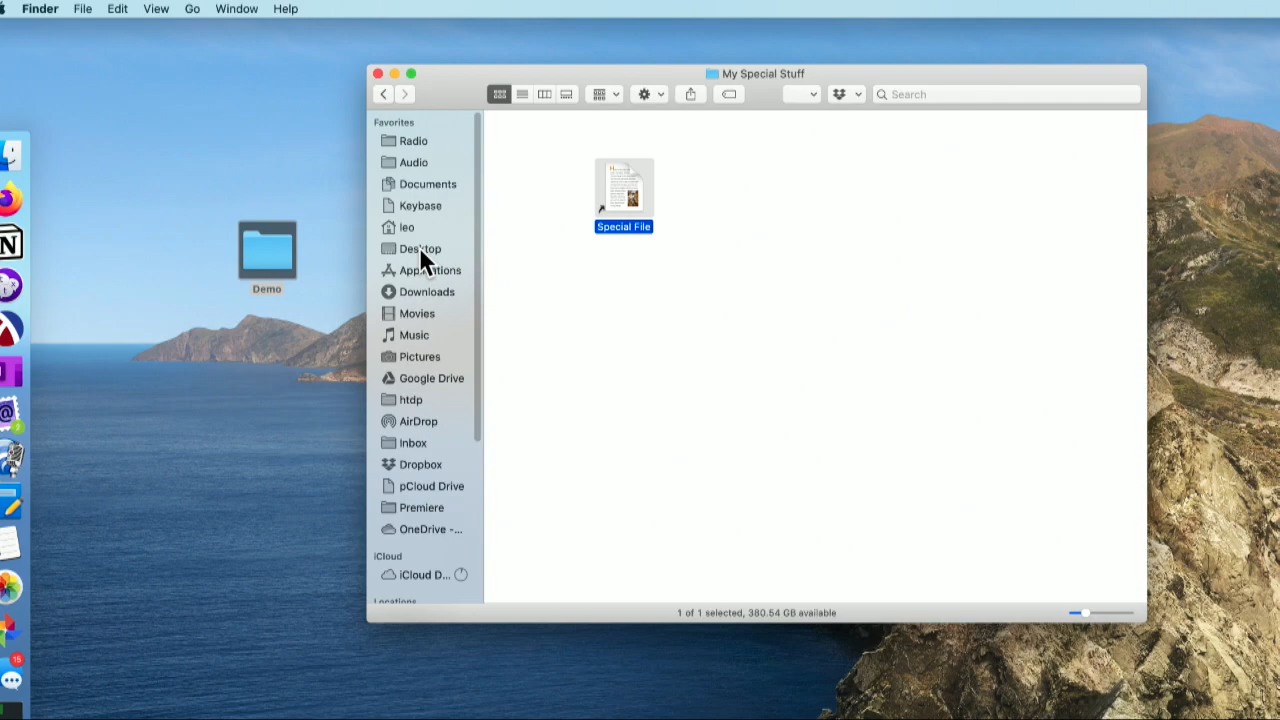 Finder File Edit View Go Window Help
My Special Stuff
Search
Favorites
Radio
Audio
Documents
Keybase
leo
Desktop
Applications
Downloads
Movies
Music
Pictures
Google Drive
htdp
AirDrop
Inbox
Dropbox
pCloud Drive
Premiere
OneDrive -...
iCloud
iCloud D...
Locations
Special File
Demo
N
15
1 of 1 selected, 380.54 GB available